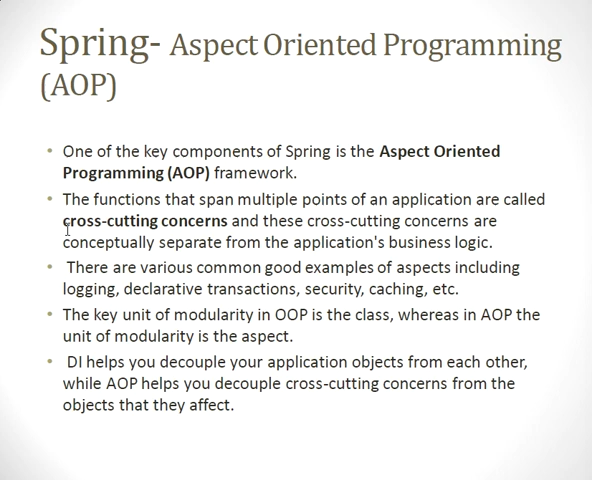 Spring- Aspect Oriented Programming
(AOP)
• One of the key components of Spring is the Aspect Oriented
Programming (AOP) framework.
• The functions that span multiple points of an application are called
cross-cutting concerns and these cross-cutting concerns are
conceptually separate from the application's business logic.
• There are various common good examples of aspects including
logging, declarative transactions, security, caching, etc.
• The key unit of modularity in OOP is the class, whereas in AOP the
unit of modularity is the aspect.
• DI helps you decouple your application objects from each other,
while AOP helps you decouple cross-cutting concerns from the
objects that they affect.